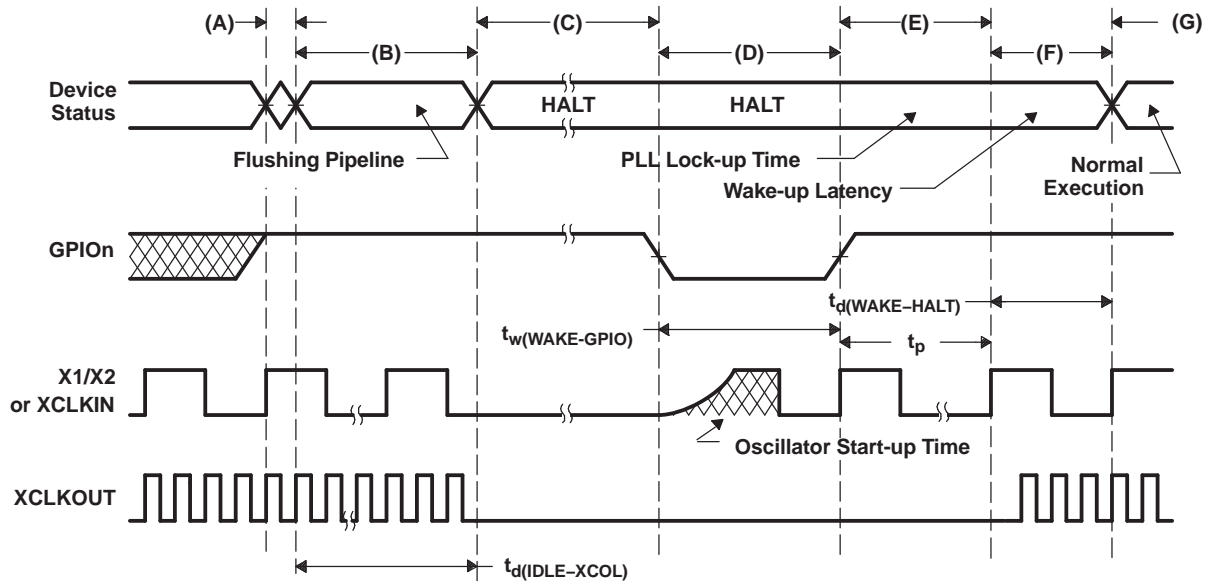 (A)
(B)
(C)
(D)
(E)
(F)
(G)
Device
Status
HALT
HALT
Flushing Pipeline
PLL Lock-up Time
Wake-up Latency
Normal
Execution
GPIOn
td(WAKE–HALT)
tw(WAKE-GPIO)
tp
X1/X2
or XCLKIN
Oscillator Start-up Time
XCLKOUT
td(IDLE–XCOL)